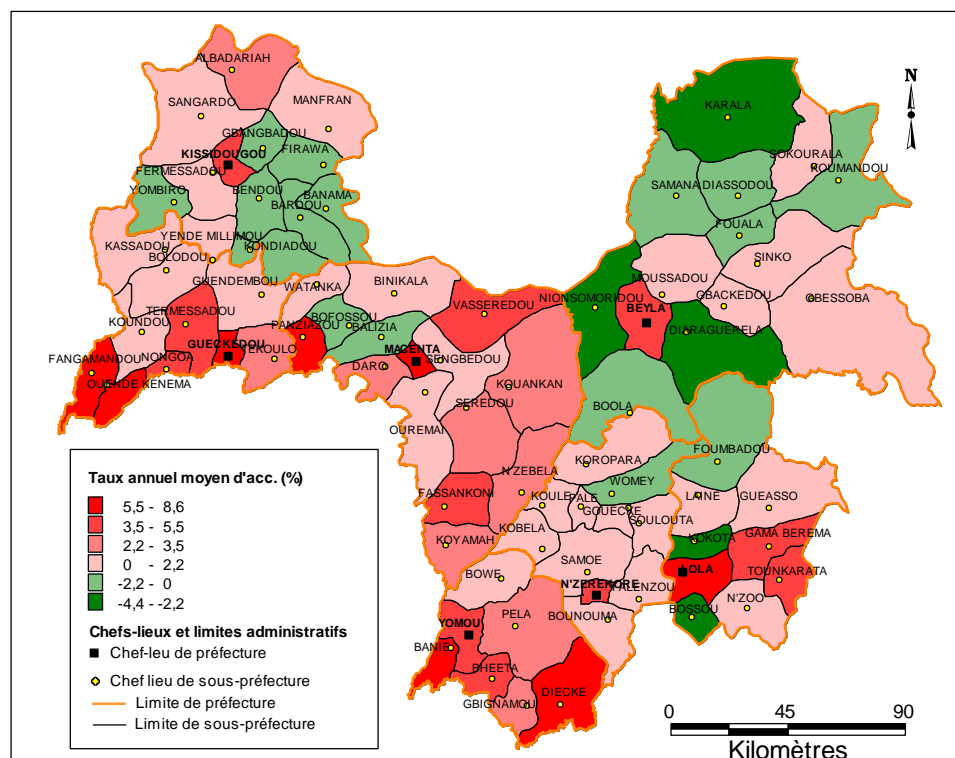 ALBADARIAH
SANGARDO
MANFRAN
GBANGBADOU
KISSIDOUGOU
FIRAWA
FERMESSADOU
YOMBIRO
BENDOU
BANAMA
BARDOU
YENDE MILLIMOU
KONDIADOU
KASSADOU
BOLODOU
GUENDEMBOU
WATANKA
BINIKALA
TERMESSADOU
KOUNDOU
PANZIAZOU
BOFOSSOU
BALIZIA
VASSEREDOU
GUECKEDOU
TEKOULO
NONGOA
FANGAMANDOU
OUENDE KENEMA
DARO
MACENTA
SENGBEDOU
KOUANKAN
SEREDOU
OUREMAI
N'ZEBELA
FASSANKONI
KOYAMAH
KARALA
N
SOKOURALA
KOUMANDOU
SAMANA
DIASSODOU
FOUALA
SINKO
MOUSSADOU
NIONSOMORIDOU
GBACKEDOU
GBESSOBA
BEYLA
DIARAGUERELA
BOOLA
FOUMBADOU
KOROPARA
WOMEY
LAINE
GUEASSO
KOULE
PALE
GOUECKE
SOULOUTA
KOBELA
KOKOTA
GAMA BEREMA
SAMOE
LOLA
TOUNKARATA
BOWE
N'ZEREKORE
YALENZOU
N'ZOO
BOUNOUMA
BOSSOU
PELA
YOMOU
BANIE
BHEETA
GBIGNAMOU
DIECKE
Taux annuel moyen d'acc. (%)
5,5 - 8,6
3,5 - 5,5
2,2 - 3,5
0 - 2,2
-2,2 - 0
-4,4 - -2,2
Chefs-lieux et limites administratifs
Chef-leu de préfecture
Chef lieu de sous-préfecture
Limite de préfecture
Limite de sous-préfecture
0 45 90
Kilomètres